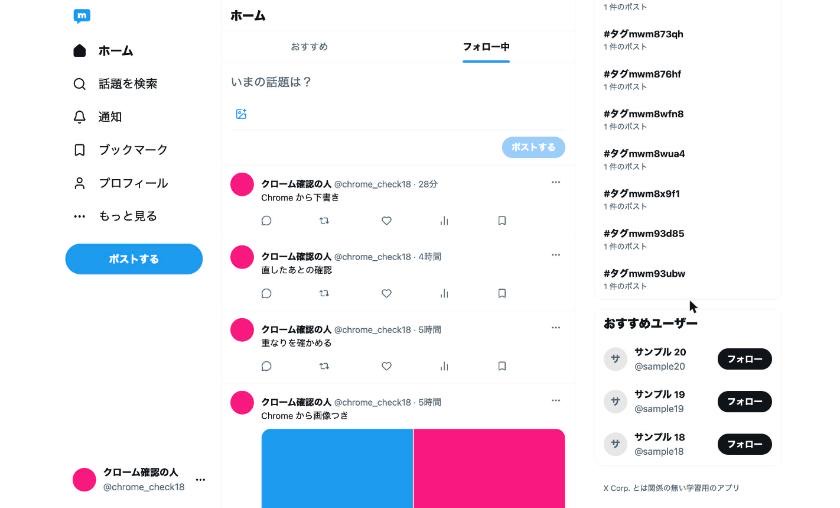 m
ホーム
話題を検索
通知
ブックマーク
プロフィール
もっと見る
ポストする
クローム確認の人
@chrome_check18
ホーム
おすすめ
フォロー中
いまの話題は？
ポストする
クローム確認の人 @chrome_check18 · 28分
Chrome から下書き
クローム確認の人 @chrome_check18 · 4時間
直したあとの確認
クローム確認の人 @chrome_check18 · 5時間
重なりを確かめる
クローム確認の人 @chrome_check18 · 5時間
Chrome から画像つき
1 件のポスト
#タグmwm873qh
1 件のポスト
#タグmwm876hf
1 件のポスト
#タグmwm8wfn8
1 件のポスト
#タグmwm8wua4
1 件のポスト
#タグmwm8x9f1
1 件のポスト
#タグmwm93d85
1 件のポスト
#タグmwm93ubw
1 件のポスト
おすすめユーザー
サ
サンプル 20
@sample20
フォロー
サ
サンプル 19
@sample19
フォロー
サ
サンプル 18
@sample18
フォロー
X Corp. とは関係の無い学習用のアプリ